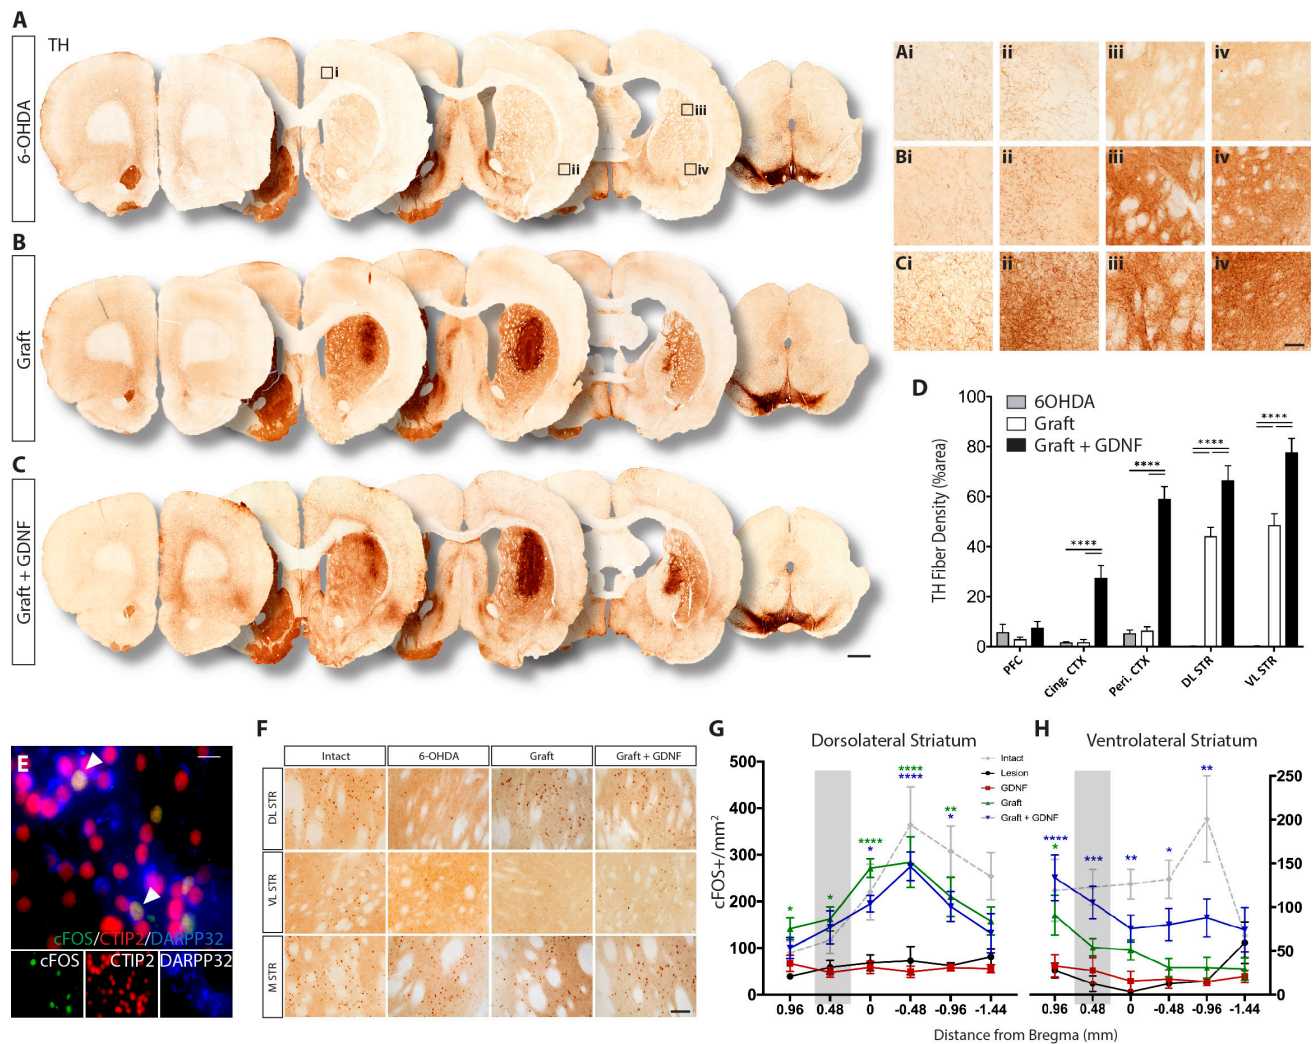 A
TH
6-OHDA
i
ii
iii
iv
Ai
ii
iii
iv
Bi
ii
iii
iv
Ci
ii
iii
iv
B
Graft
C
Graft + GDNF
D
TH Fiber Density (%area)
100
80
60
40
20
0
6OHDA
Graft
Graft + GDNF
****
****
****
****
PFC
Cing. CTX
Peri. CTX
DL STR
VL STR
E
cFOS/CTIP2/DARPP32
cFOS
CTIP2
DARPP32
F
Intact
6-OHDA
Graft
Graft + GDNF
DL STR
VL STR
M STR
G
Dorsolateral Striatum
cFOS+/mm²
500
400
300
200
100
0
*
*
****
*
****
****
**
*
0.96
0.48
0
-0.48
-0.96
-1.44
Intact
Lesion
GDNF
Graft
Graft + GDNF
H
Ventrolateral Striatum
****
*
***
**
*
**
250
200
150
100
50
0
0.96
0.48
0
-0.48
-0.96
-1.44
Distance from Bregma (mm)